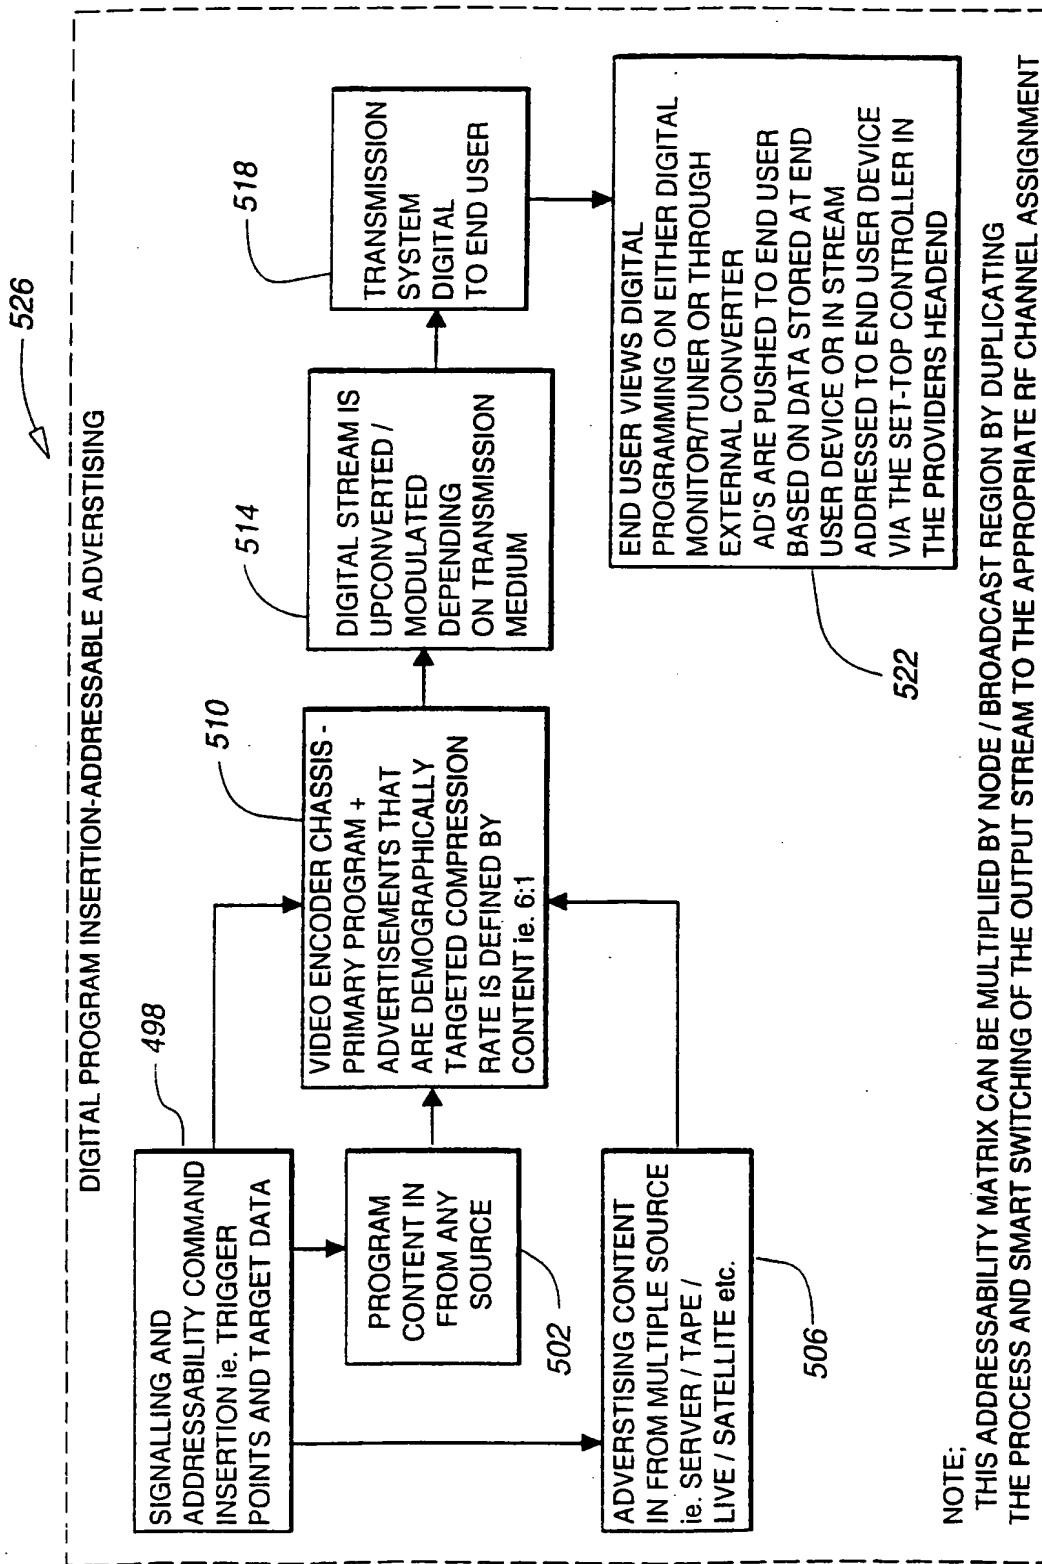 526
DIGITAL PROGRAM INSERTION-ADDRESSABLE ADVERSTISING
498
SIGNALLING AND
ADDRESSABILITY COMMAND
INSERTION ie. TRIGGER
POINTS AND TARGET DATA
PROGRAM
CONTENT IN
FROM ANY
SOURCE
502
ADVERSTISING CONTENT
IN FROM MULTIPLE SOURCE
ie. SERVER / TAPE /
LIVE / SATELLITE etc.
506
510
VIDEO ENCODER CHASSIS -
PRIMARY PROGRAM +
ADVERTISEMENTS THAT
ARE DEMOGRAPHICALLY
TARGETED COMPRESSION
RATE IS DEFINED BY
CONTENT ie. 6:1
514
DIGITAL STREAM IS
UPCONVERTED /
MODULATED
DEPENDING
ON TRANSMISSION
MEDIUM
518
TRANSMISSION
SYSTEM
DIGITAL
TO END USER
END USER VIEWS DIGITAL
PROGRAMMING ON EITHER DIGITAL
MONITOR/TUNER OR THROUGH
EXTERNAL CONVERTER
AD'S ARE PUSHED TO END USER
BASED ON DATA STORED AT END
USER DEVICE OR IN STREAM
ADDRESSED TO END USER DEVICE
VIA THE SET-TOP CONTROLLER IN
THE PROVIDERS HEADEND
522
NOTE;
THIS ADDRESSABILITY MATRIX CAN BE MULTIPLIED BY NODE / BROADCAST REGION BY DUPLICATING
THE PROCESS AND SMART SWITCHING OF THE OUTPUT STREAM TO THE APPROPRIATE RF CHANNEL ASSIGNMENT